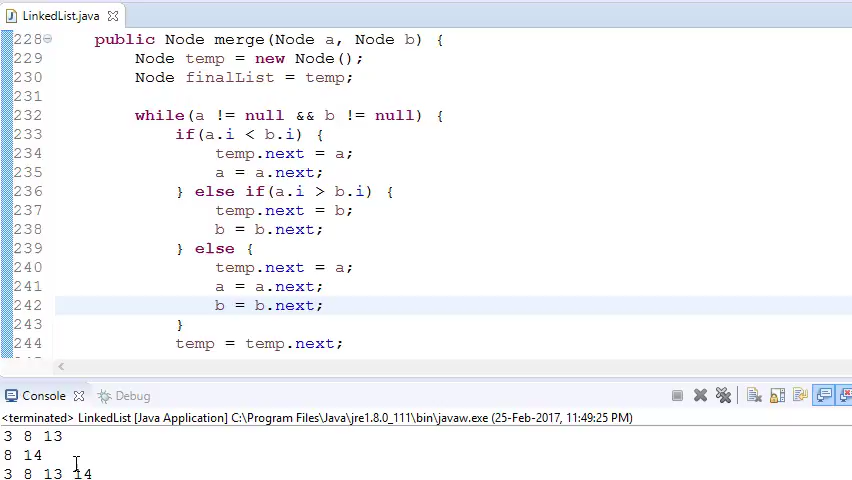 LinkedList.java
228 public Node merge(Node a, Node b) {
229 Node temp = new Node();
230 Node finalList = temp;
231
232 while(a != null && b != null) {
233 if(a.i < b.i) {
234 temp.next = a;
235 a = a.next;
236 } else if(a.i > b.i) {
237 temp.next = b;
238 b = b.next;
239 } else {
240 temp.next = a;
241 a = a.next;
242 b = b.next;
243 }
244 temp = temp.next;
Console Debug
<terminated> LinkedList [Java Application] C:\Program Files\Java\jre1.8.0_111\bin\javaw.exe (25-Feb-2017, 11:49:25 PM)
3 8 13
8 14
3 8 13 14